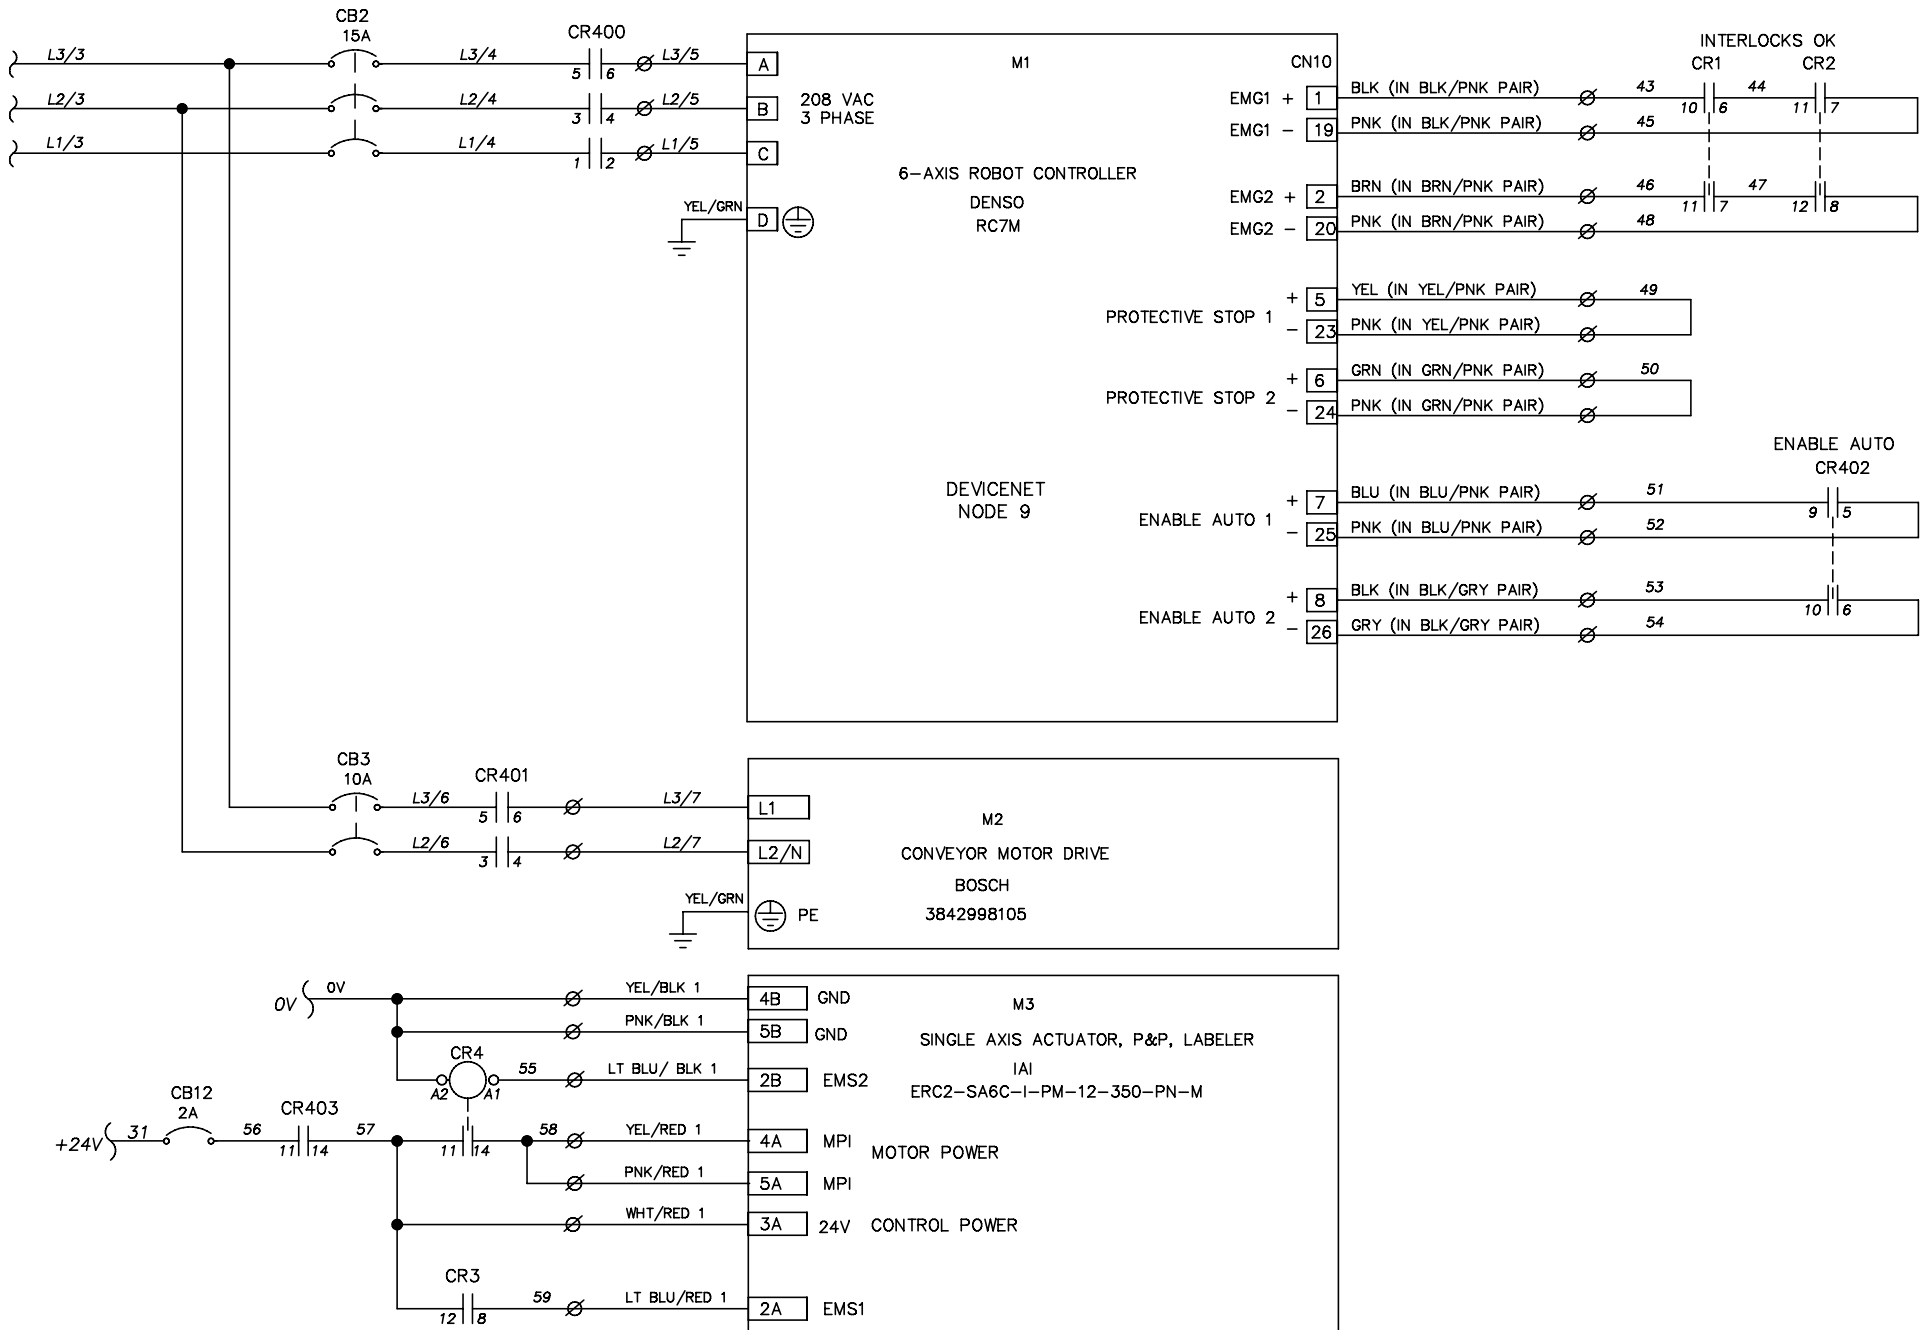 CB2
15A
CR400
L3/3
L3/4
5
6
L3/5
A
L2/3
L2/4
3
4
L2/5
B
208 VAC
3 PHASE
L1/3
L1/4
1
2
L1/5
C
YEL/GRN
D
M1
6-AXIS ROBOT CONTROLLER
DENSO
RC7M
DEVICENET
NODE 9
CN10
INTERLOCKS OK
CR1
CR2
EMG1 +
1
BLK (IN BLK/PNK PAIR)
43
10
6
44
11
7
EMG1 -
19
PNK (IN BLK/PNK PAIR)
45
EMG2 +
2
BRN (IN BRN/PNK PAIR)
46
11
7
47
12
8
EMG2 -
20
PNK (IN BRN/PNK PAIR)
48
PROTECTIVE STOP 1
+
5
YEL (IN YEL/PNK PAIR)
49
-
23
PNK (IN YEL/PNK PAIR)
PROTECTIVE STOP 2
+
6
GRN (IN GRN/PNK PAIR)
50
-
24
PNK (IN GRN/PNK PAIR)
ENABLE AUTO
CR402
ENABLE AUTO 1
+
7
BLU (IN BLU/PNK PAIR)
51
9
5
-
25
PNK (IN BLU/PNK PAIR)
52
ENABLE AUTO 2
+
8
BLK (IN BLK/GRY PAIR)
53
10
6
-
26
GRY (IN BLK/GRY PAIR)
54
CB3
10A
CR401
L3/6
5
6
L3/7
L1
L2/6
3
4
L2/7
L2/N
YEL/GRN
PE
M2
CONVEYOR MOTOR DRIVE
BOSCH
3842998105
0V
0V
YEL/BLK 1
4B
GND
PNK/BLK 1
5B
GND
CR4
A2
A1
55
LT BLU/ BLK 1
2B
EMS2
M3
SINGLE AXIS ACTUATOR, P&P, LABELER
IAI
ERC2-SA6C-I-PM-12-350-PN-M
CB12
2A
CR403
+24V
31
56
11
14
57
11
14
58
YEL/RED 1
4A
MPI
MOTOR POWER
PNK/RED 1
5A
MPI
WHT/RED 1
3A
24V
CONTROL POWER
CR3
12
8
59
LT BLU/RED 1
2A
EMS1